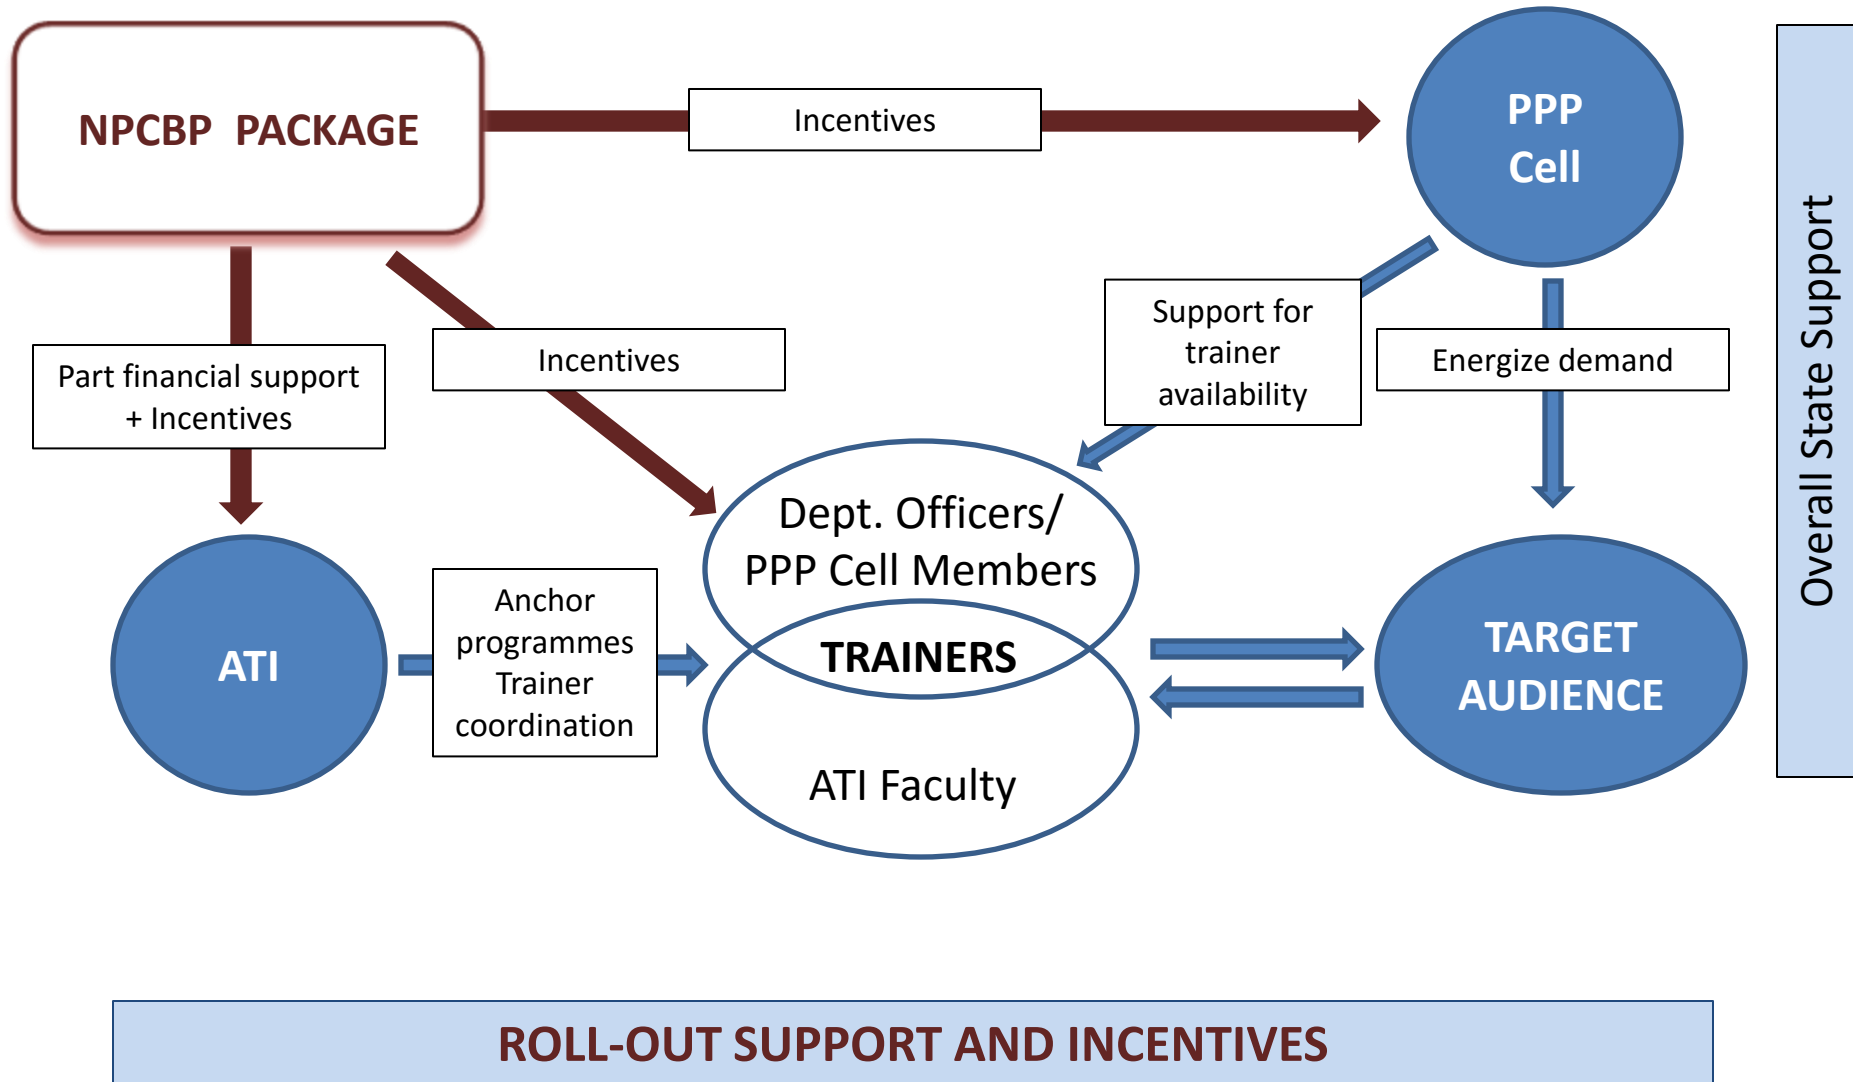 NPCBP PACKAGE
Incentives
PPP
Cell
Overall State Support
Part financial support
+ Incentives
Incentives
Support for
trainer
availability
Energize demand
ATI
Anchor
programmes
Trainer
coordination
Dept. Officers/
PPP Cell Members
TRAINERS
ATI Faculty
TARGET
AUDIENCE
ROLL-OUT SUPPORT AND INCENTIVES